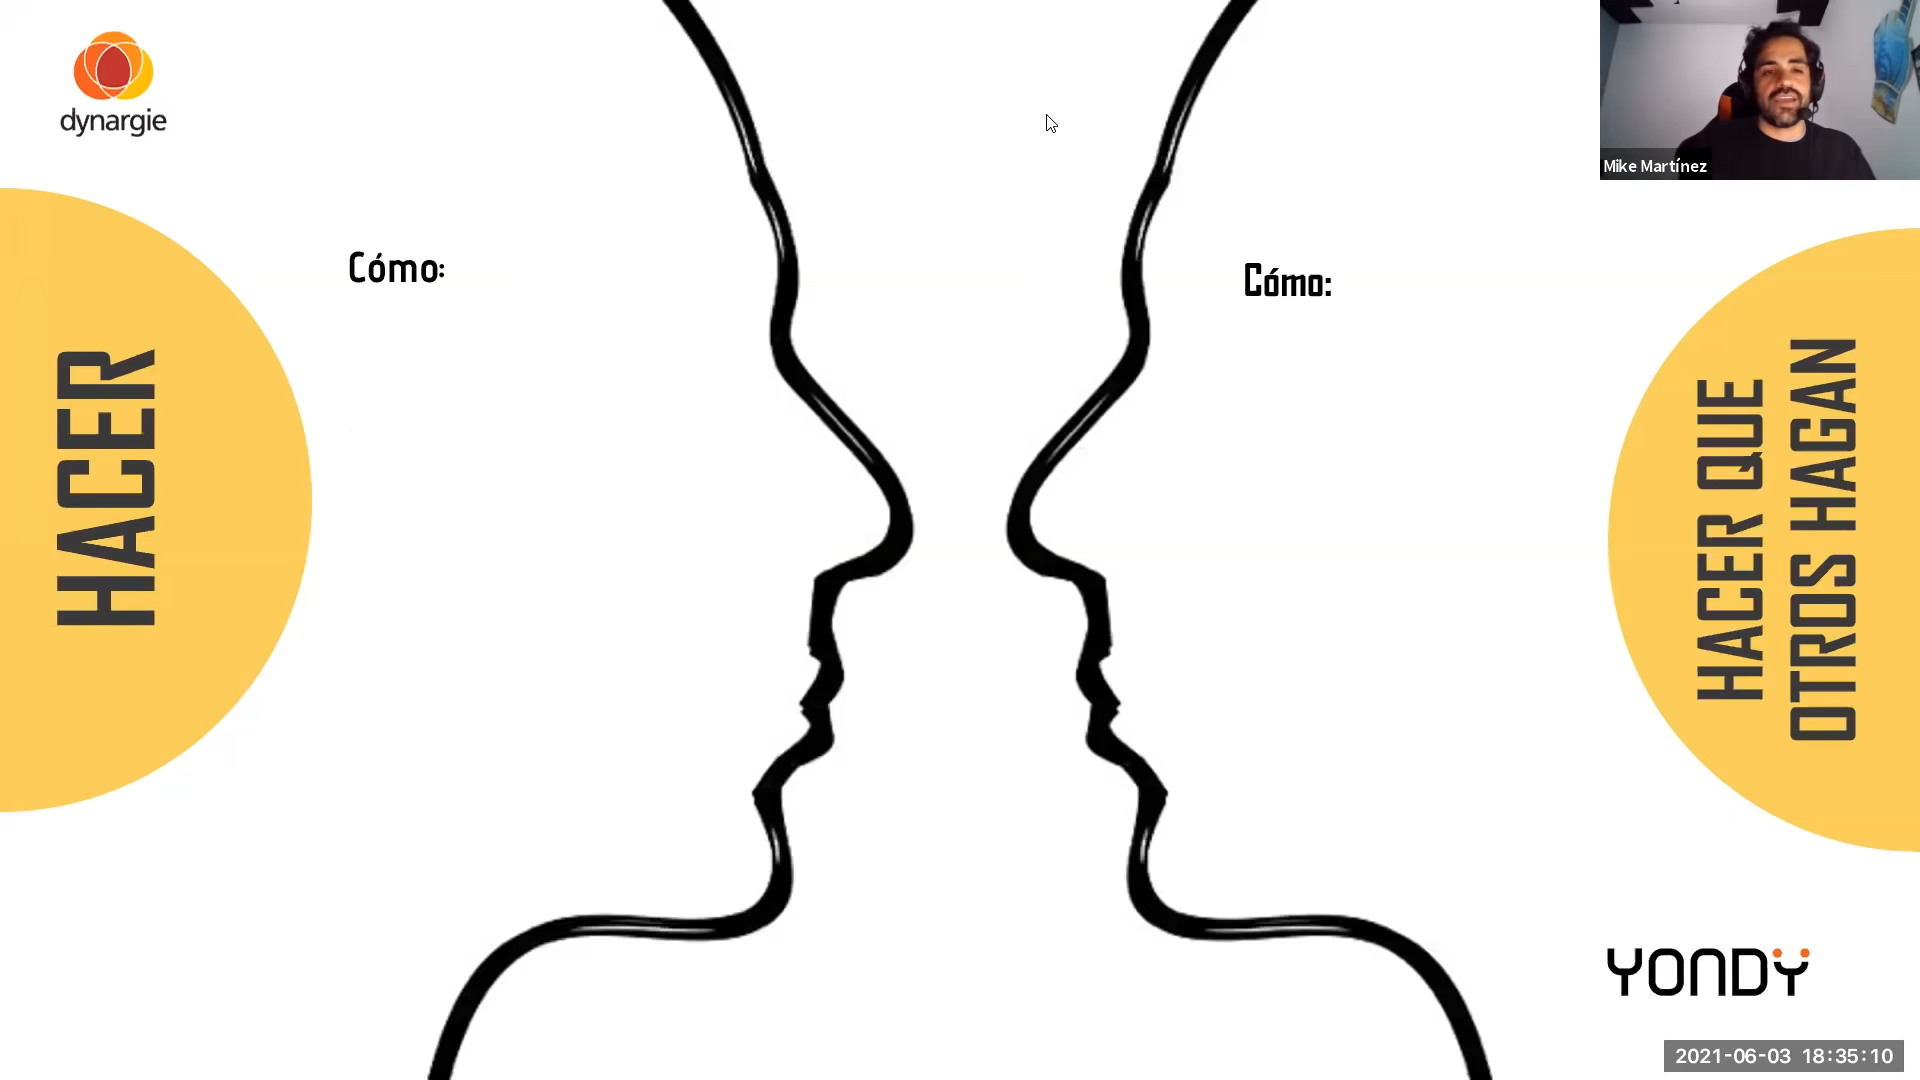 dynargie
Mike Martínez
Cómo:
Cómo:
HACER
HACER QUE
OTROS HAGAN
YONDY
2021-06-03 18:35:10